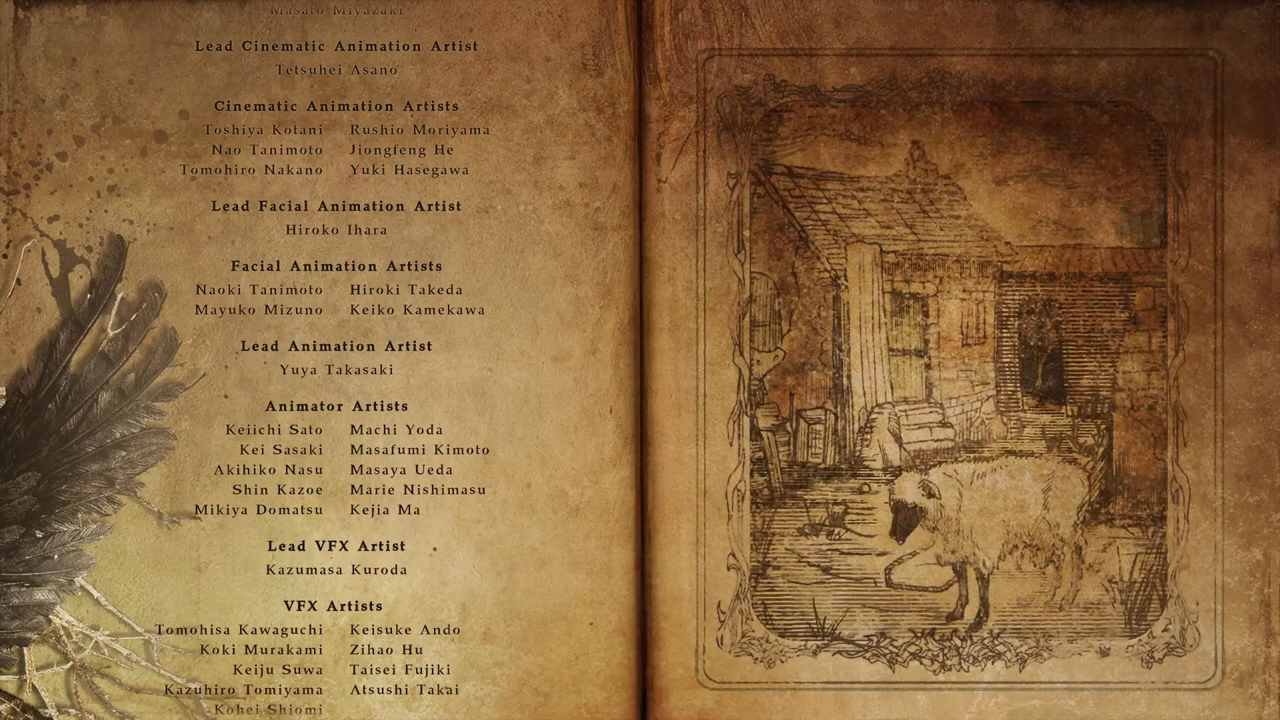 Masato Miyazaki
Lead Cinematic Animation Artist
Tetsuhei Asano
Cinematic Animation Artists
Toshiya Kotani Rushio Moriyama
Nao Tanimoto Jiongfeng He
Tomohiro Nakano Yuki Hasegawa
Lead Facial Animation Artist
Hiroko Ihara
Facial Animation Artists
Naoki Tanimoto Hiroki Takeda
Mayuko Mizuno Keiko Kamekawa
Lead Animation Artist
Yuya Takasaki
Animator Artists
Keiichi Sato Machi Yoda
Kei Sasaki Masafumi Kimoto
Akihiko Nasu Masaya Ueda
Shin Kazoe Marie Nishimasu
Mikiya Domatsu Kejia Ma
Lead VFX Artist
Kazumasa Kuroda
VFX Artists
Tomohisa Kawaguchi Keisuke Ando
Koki Murakami Zihao Hu
Keiju Suwa Taisei Fujiki
Kazuhiro Tomiyama Atsushi Takai
Kohei Shiomi